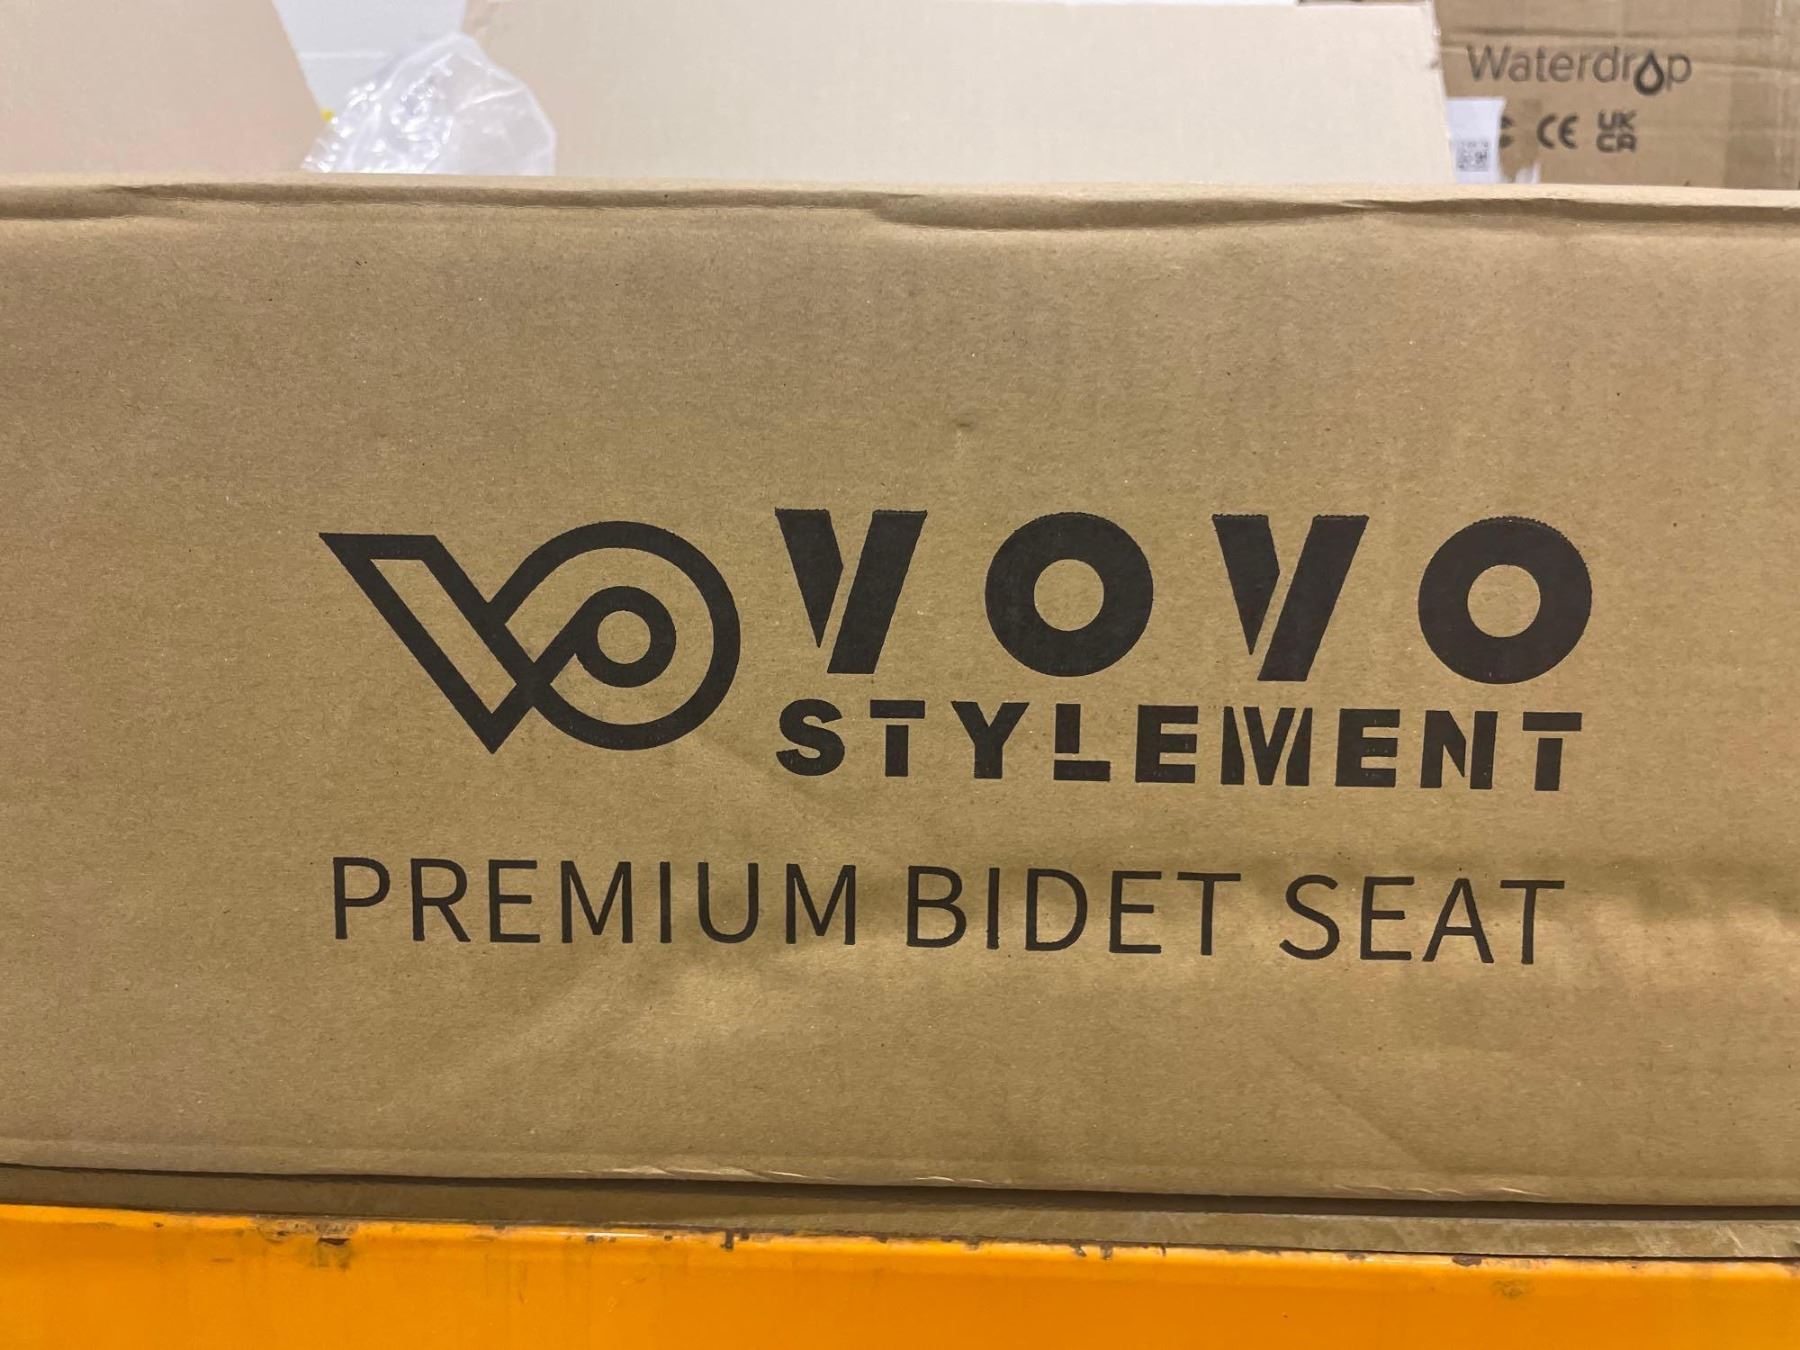 Waterdrop
CE UK
CA
VOVO
STYLEMENT
PREMIUM BIDET SEAT